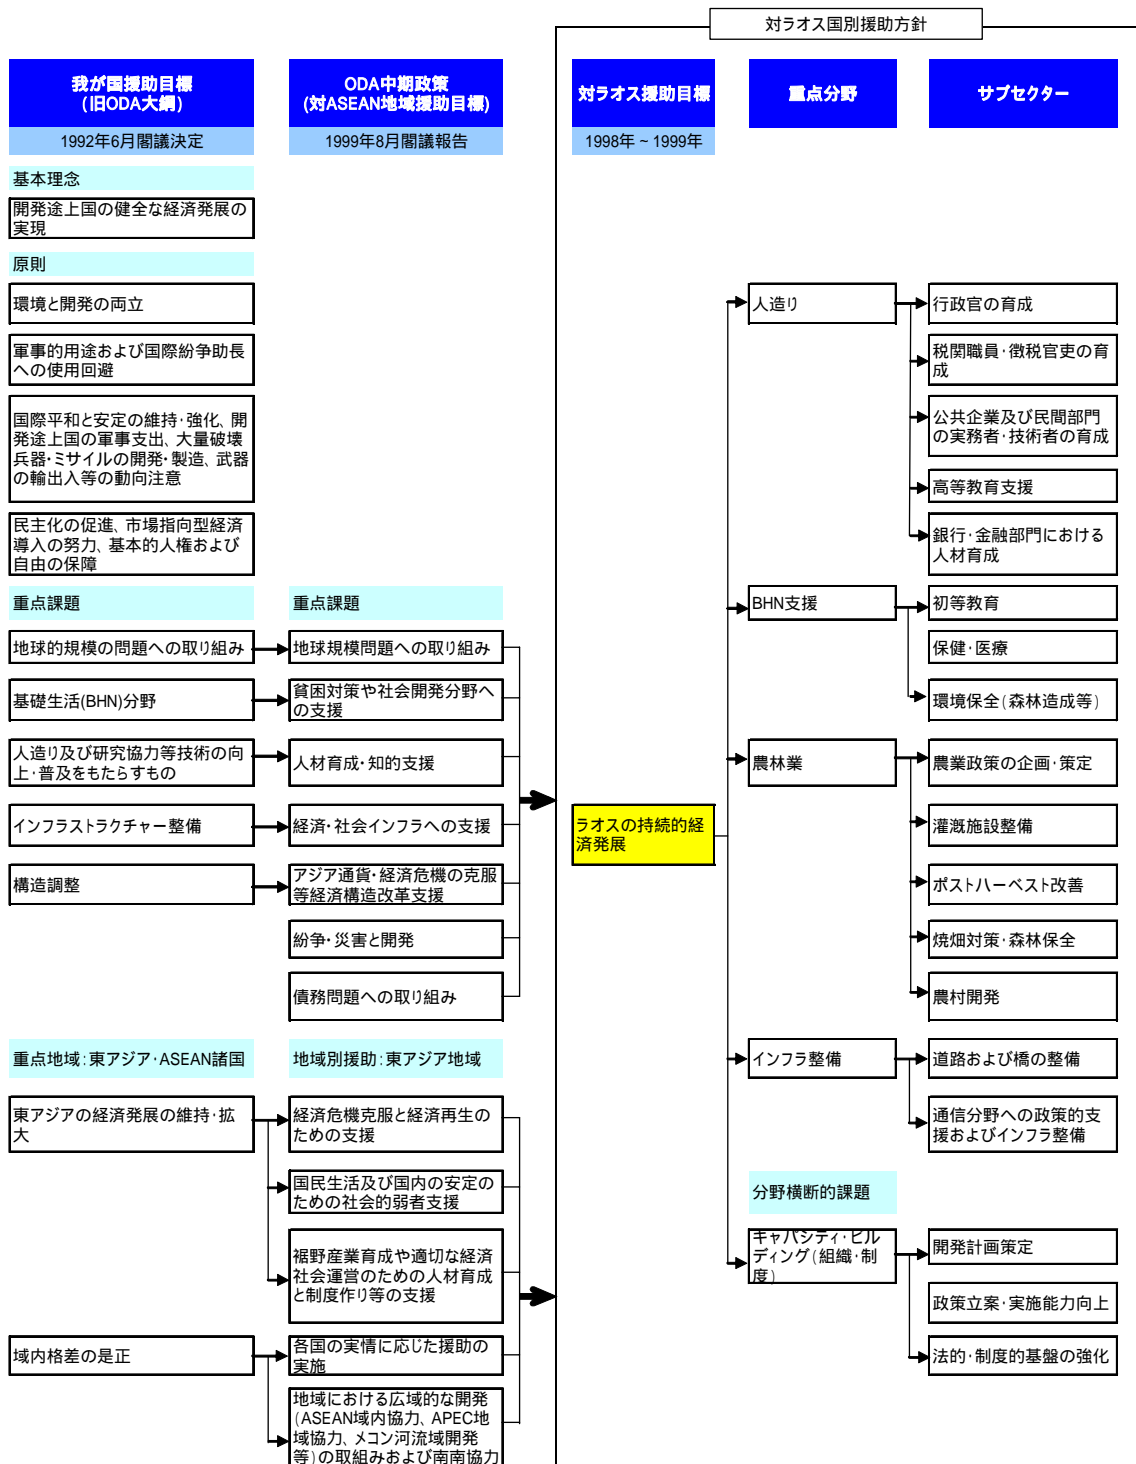 対ラオス国別援助方針
我が国援助目標
(旧ODA大綱)
1992年6月閣議決定
基本理念
開発途上国の健全な経済発展の
実現
原則
環境と開発の両立
軍事的用途および国際紛争助長
への使用回避
国際平和と安定の維持・強化、開
発途上国の軍事支出、大量破壊
兵器・ミサイルの開発・製造、武器
の輸出入等の動向注意
民主化の促進、市場指向型経済
導入の努力、基本的人権および
自由の保障
重点課題
地球的規模の問題への取り組み
基礎生活(BHN)分野
人造り及び研究協力等技術の向
上・普及をもたらすもの
インフラストラクチャー整備
構造調整
重点地域:東アジア・ASEAN諸国
東アジアの経済発展の維持・拡
大
域内格差の是正
ODA中期政策
(対ASEAN地域援助目標)
1999年8月閣議報告
重点課題
地球規模問題への取り組み
貧困対策や社会開発分野へ
の支援
人材育成・知的支援
経済・社会インフラへの支援
アジア通貨・経済危機の克服
等経済構造改革支援
紛争・災害と開発
債務問題への取り組み
地域別援助:東アジア地域
経済危機克服と経済再生の
ための支援
国民生活及び国内の安定の
ための社会的弱者支援
裾野産業育成や適切な経済
社会運営のための人材育成
と制度作り等の支援
各国の実情に応じた援助の
実施
地域における広域的な開発
(ASEAN域内協力、APEC地
域協力、メコン河流域開発
等)の取組みおよび南南協力
対ラオス援助目標
1998年~1999年
ラオスの持続的経
済発展
重点分野
人造り
BHN支援
農林業
インフラ整備
分野横断的課題
キャパシティ・ビル
ディング(組織・制
度)
サブセクター
行政官の育成
税関職員・徴税官吏の育
成
公共企業及び民間部門
の実務者・技術者の育成
高等教育支援
銀行・金融部門における
人材育成
初等教育
保健・医療
環境保全(森林造成等)
農業政策の企画・策定
灌漑施設整備
ポストハーベスト改善
焼畑対策・森林保全
農村開発
道路および橋の整備
通信分野への政策的支
援およびインフラ整備
開発計画策定
政策立案・実施能力向上
法的・制度的基盤の強化